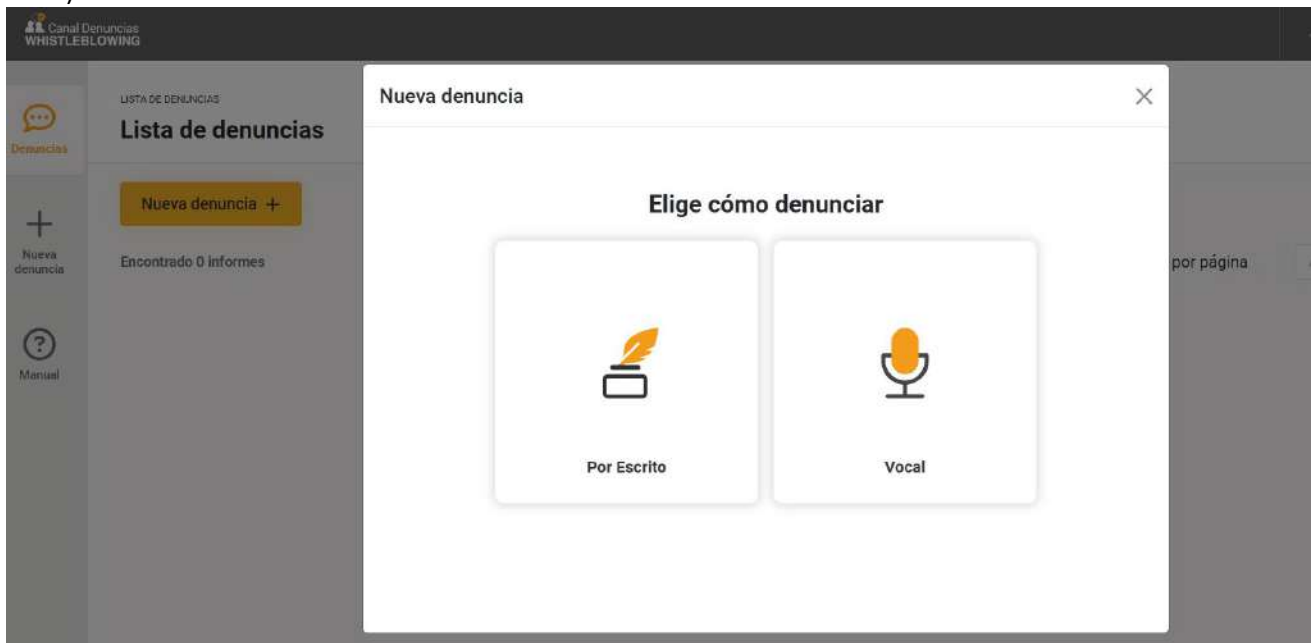 Canal Denuncias
WHISTLEBLOWING
Denuncias
Nueva
denuncia
Manual
LISTA DE DENUNCIAS
Lista de denuncias
Nueva denuncia +
Encontrado 0 informes
Nueva denuncia
Elige cómo denunciar
Por Escrito
Vocal
por página